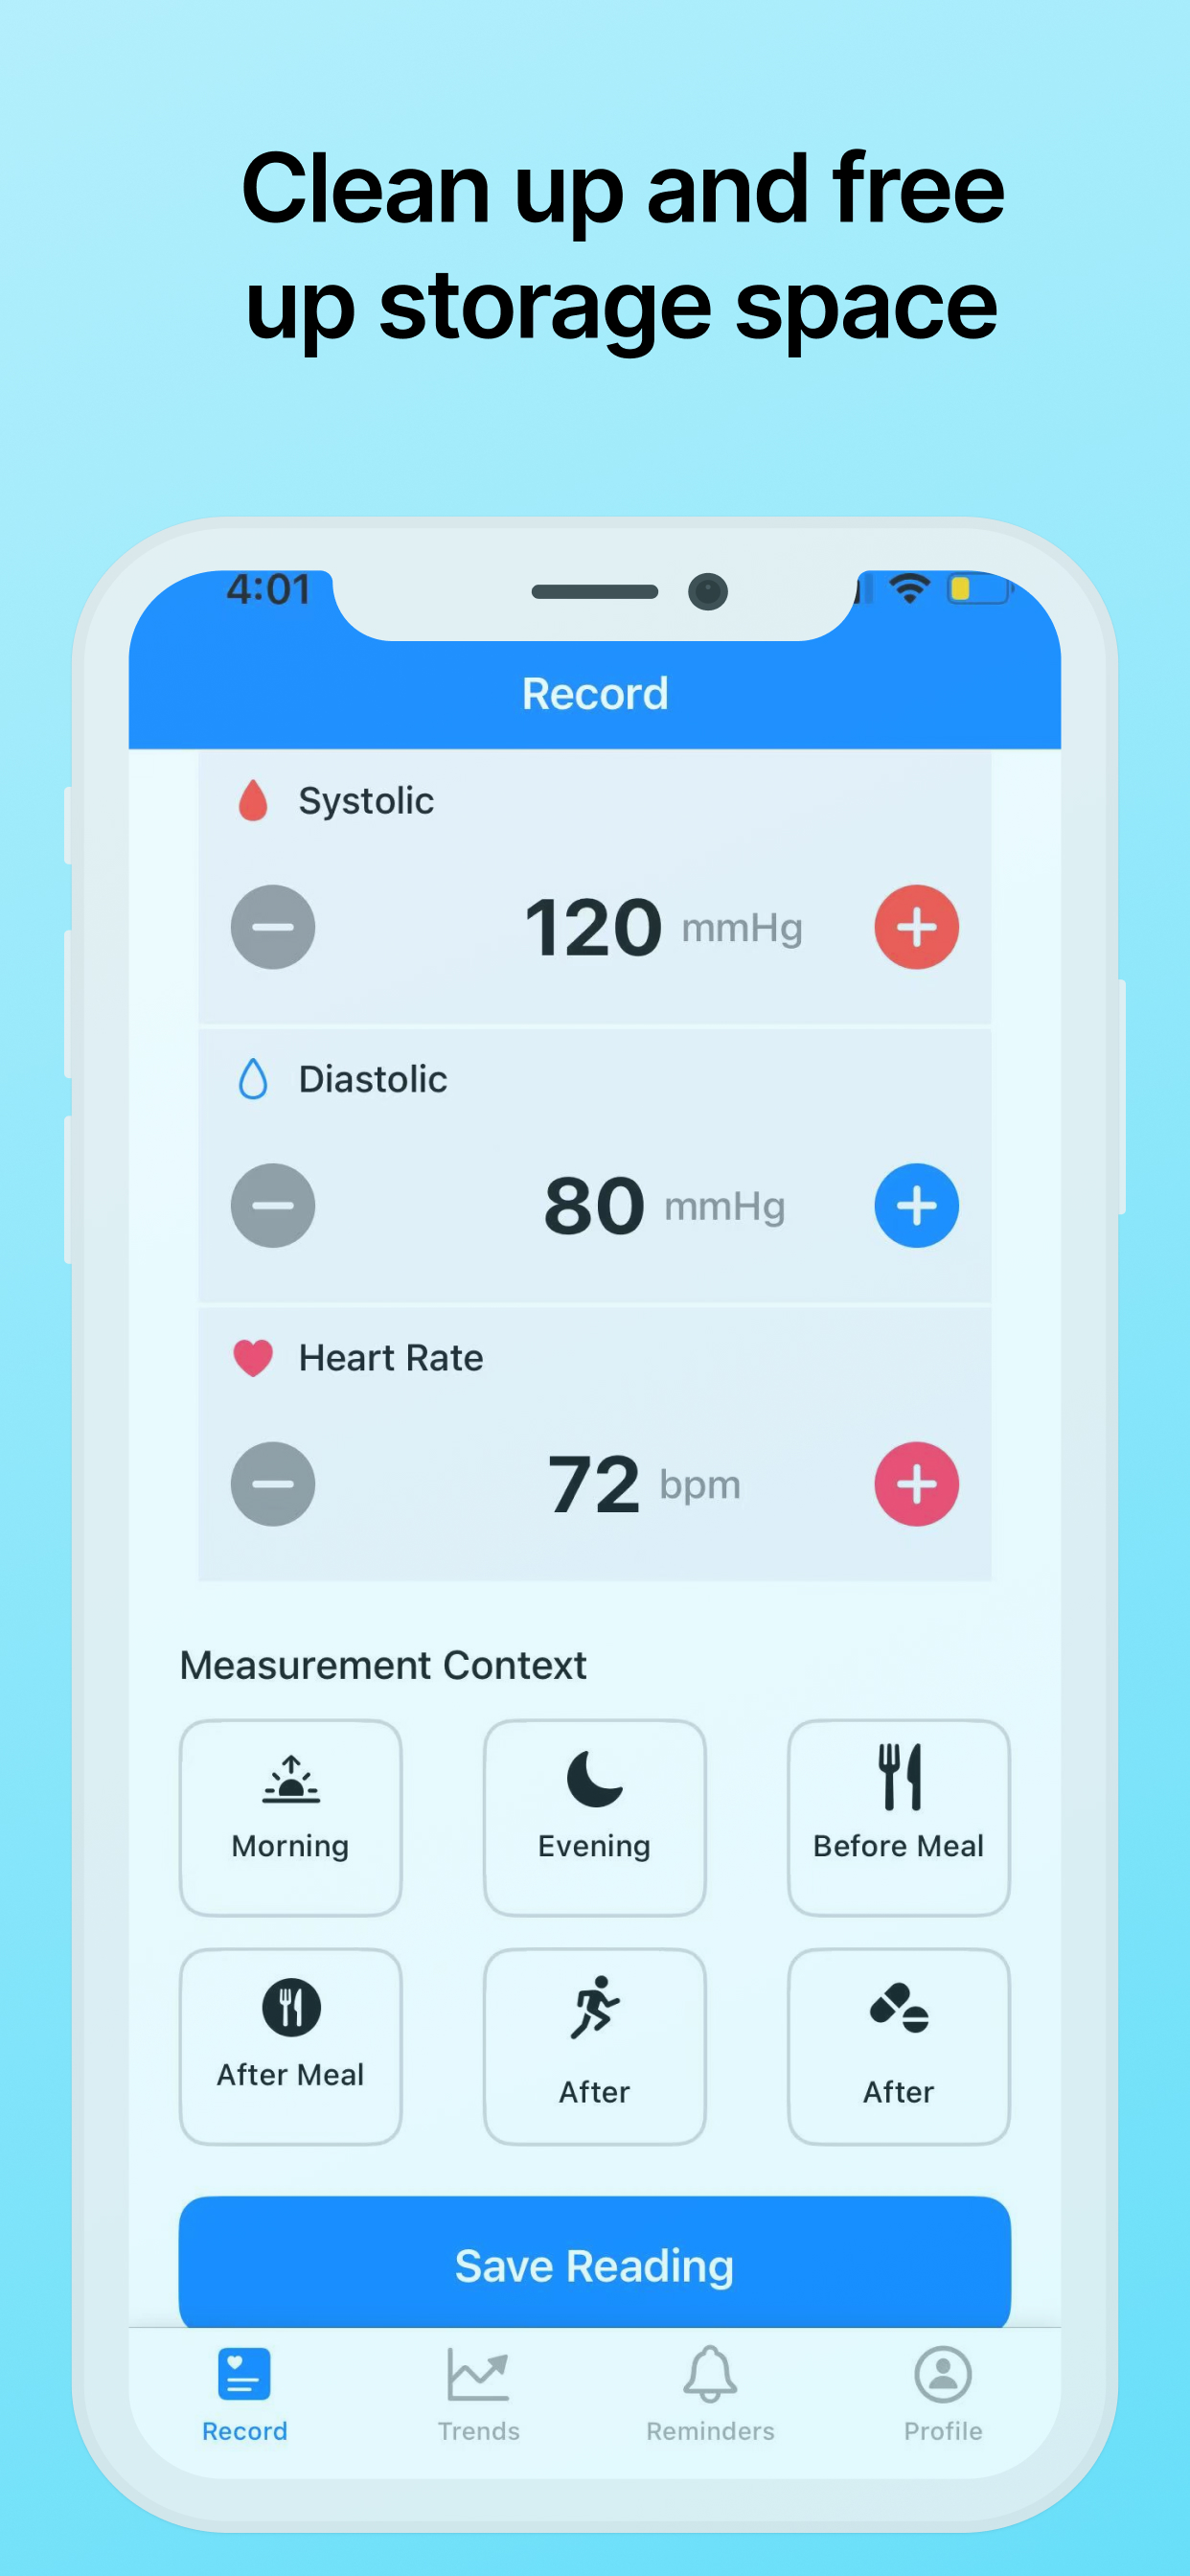 Clean up and free
up storage space
4:01
Record
Systolic
120 mmHg
Diastolic
80 mmHg
Heart Rate
72 bpm
Measurement Context
Morning
Evening
Before Meal
After Meal
After
After
Save Reading
Record
Trends
Reminders
Profile